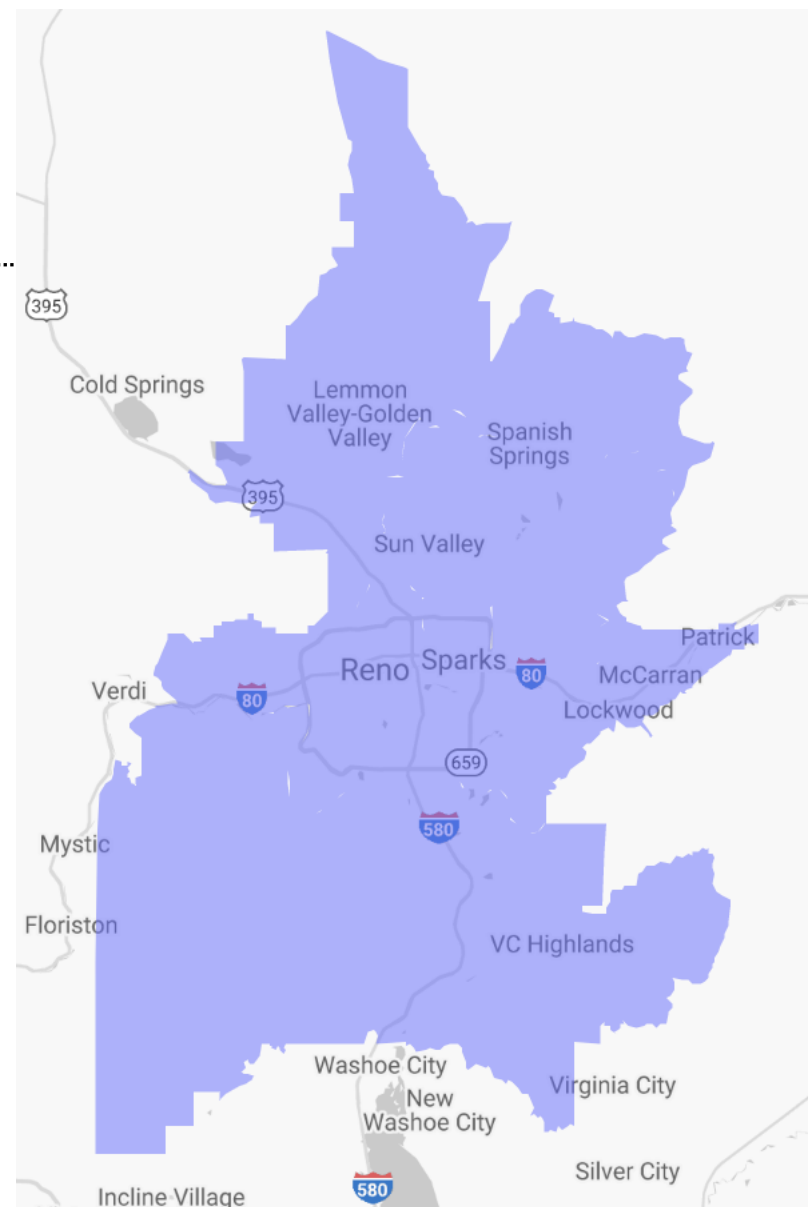 ...
395
Cold Springs
Lemmon
Valley-Golden
Valley
Spanish
Springs
395
Sun Valley
Patrick
Reno
Sparks
Verdi
80
80
McCarran
Lockwood
659
580
Mystic
Floriston
VC Highlands
Washoe City
New
Washoe City
Virginia City
Silver City
580
Incline Village